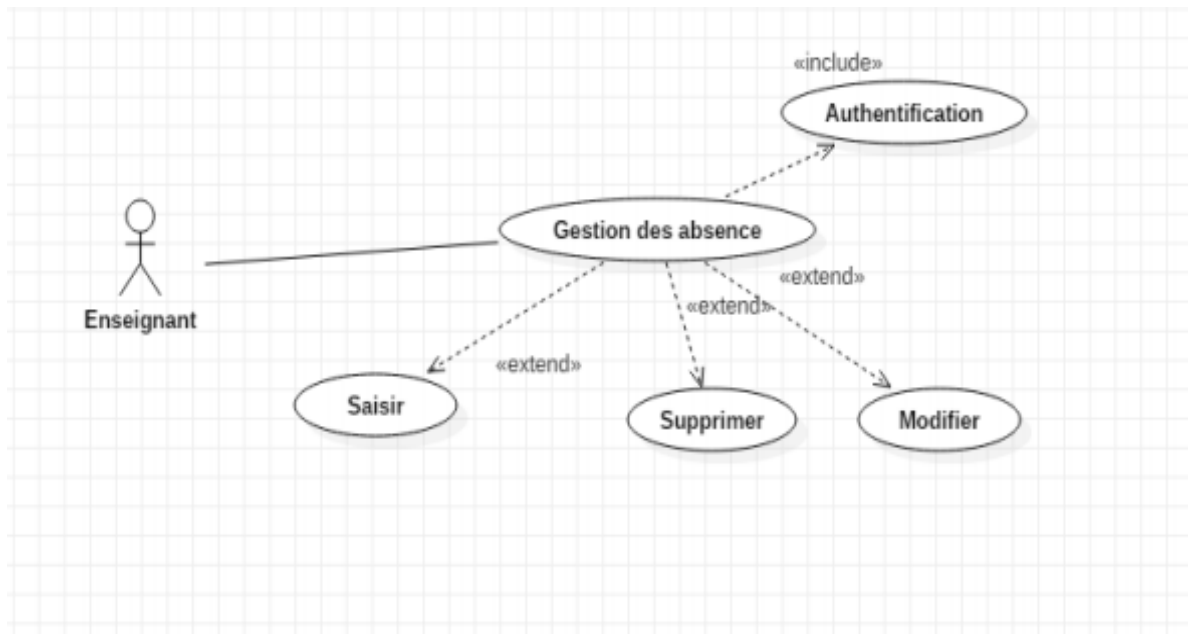 «include»
Authentification
Gestion des absence
«extend»
«extend»
Enseignant
«extend»
Saisir
Supprimer
Modifier